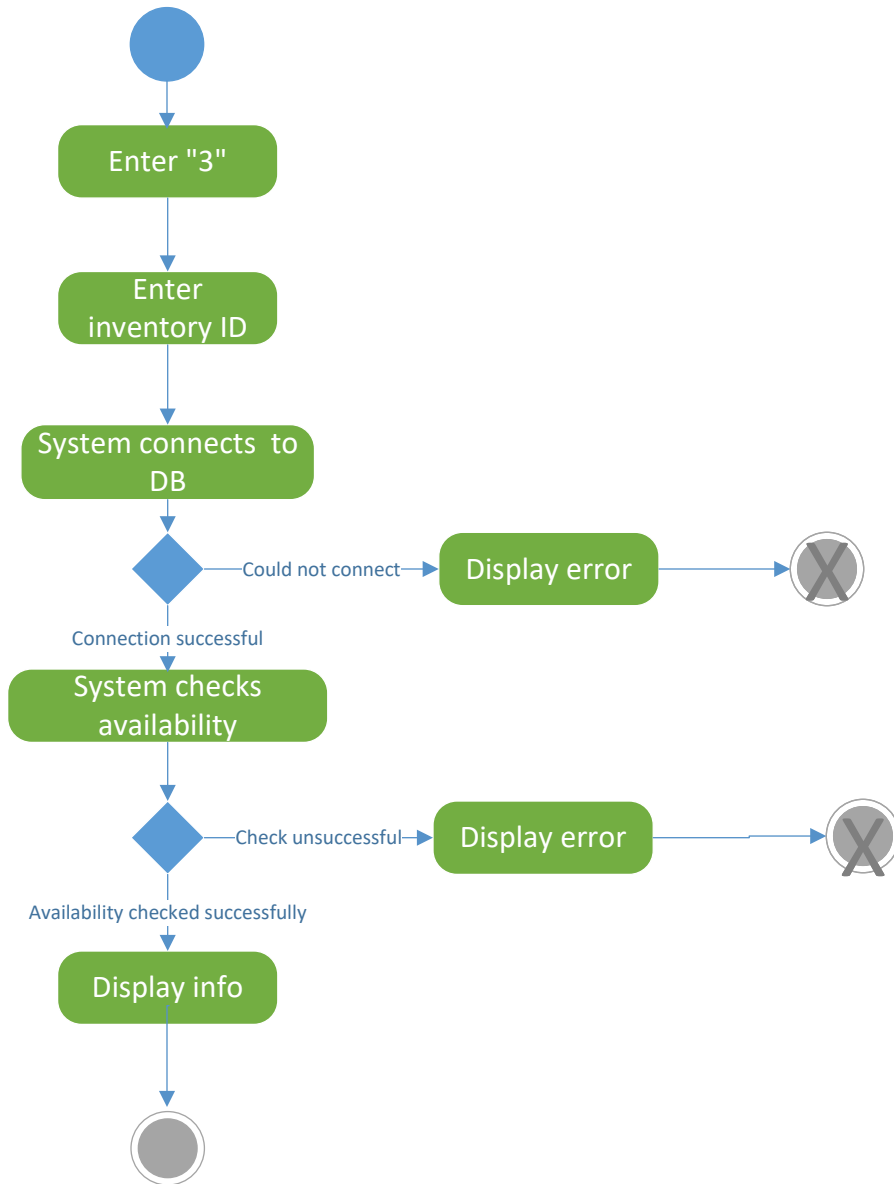 Enter "3"
Enter
inventory ID
System connects  to
DB
Could not connect
Display error
X
Connection successful
System checks
availability
Check unsuccessful
Display error
X
Availability checked successfully
Display info